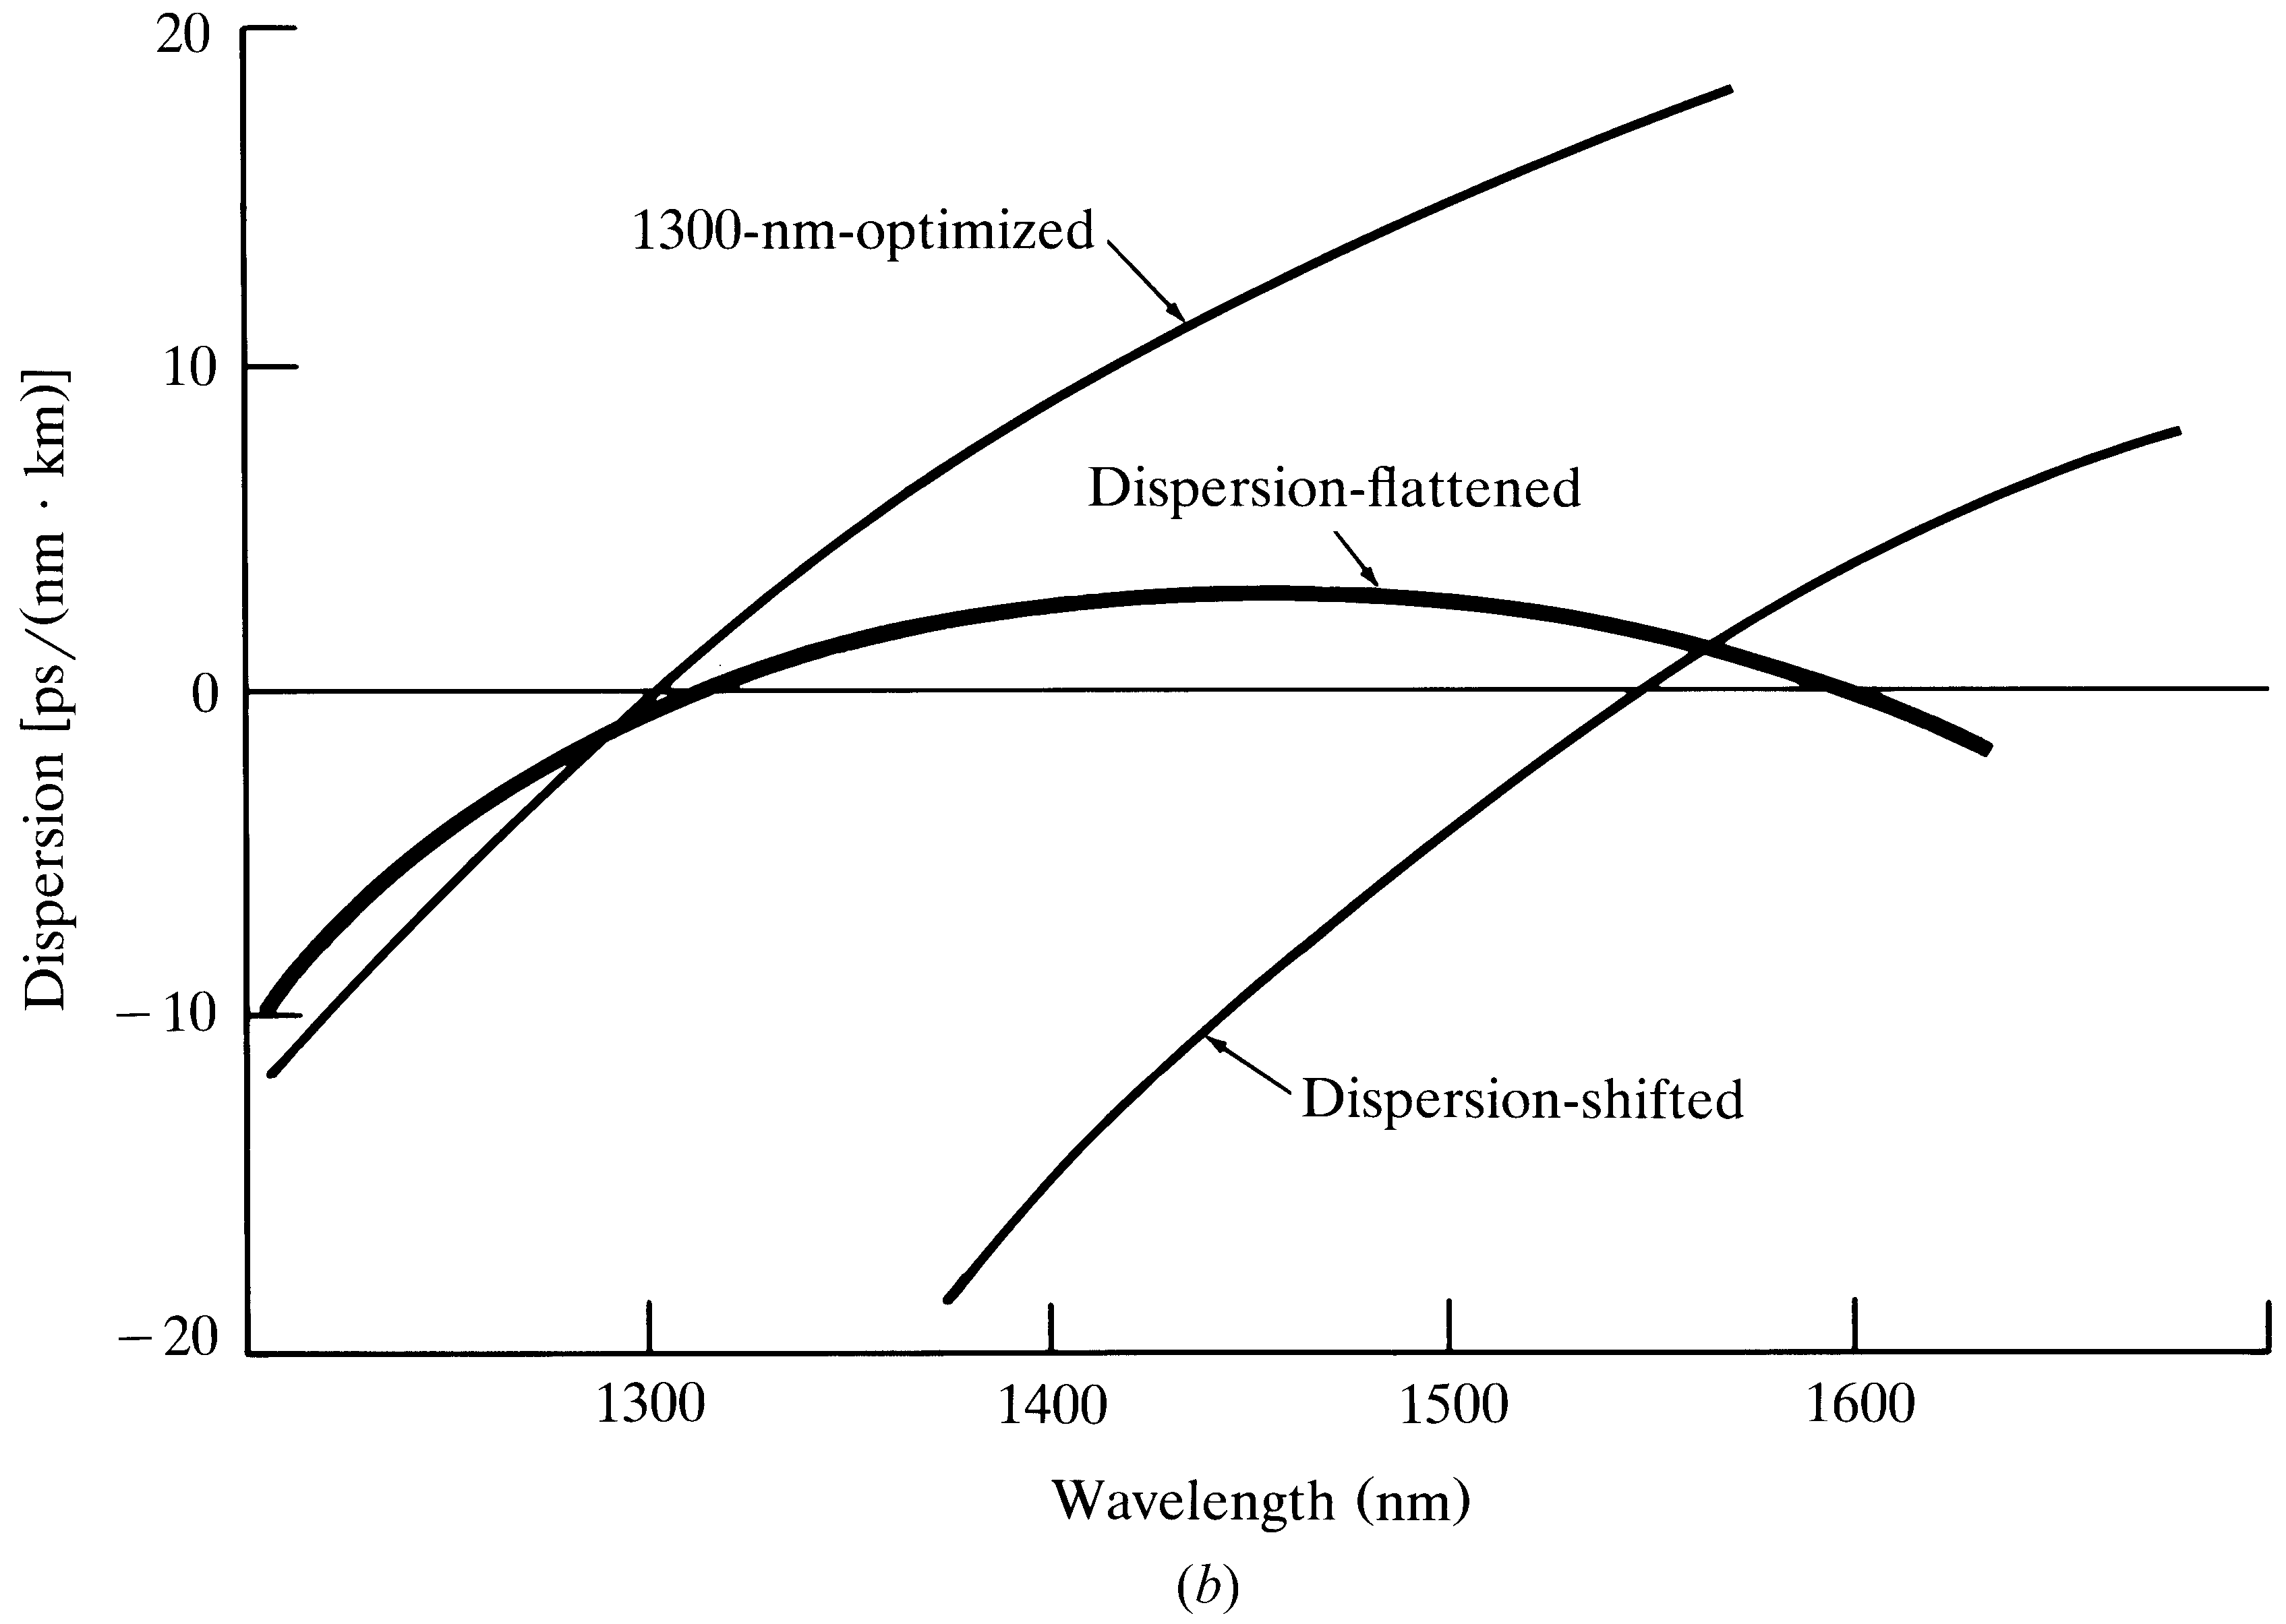 20
10
0
−10
−20
Dispersion [ps/(nm · km)]
1300-nm-optimized
Dispersion-flattened
Dispersion-shifted
1300
1400
1500
1600
Wavelength (nm)
(b)